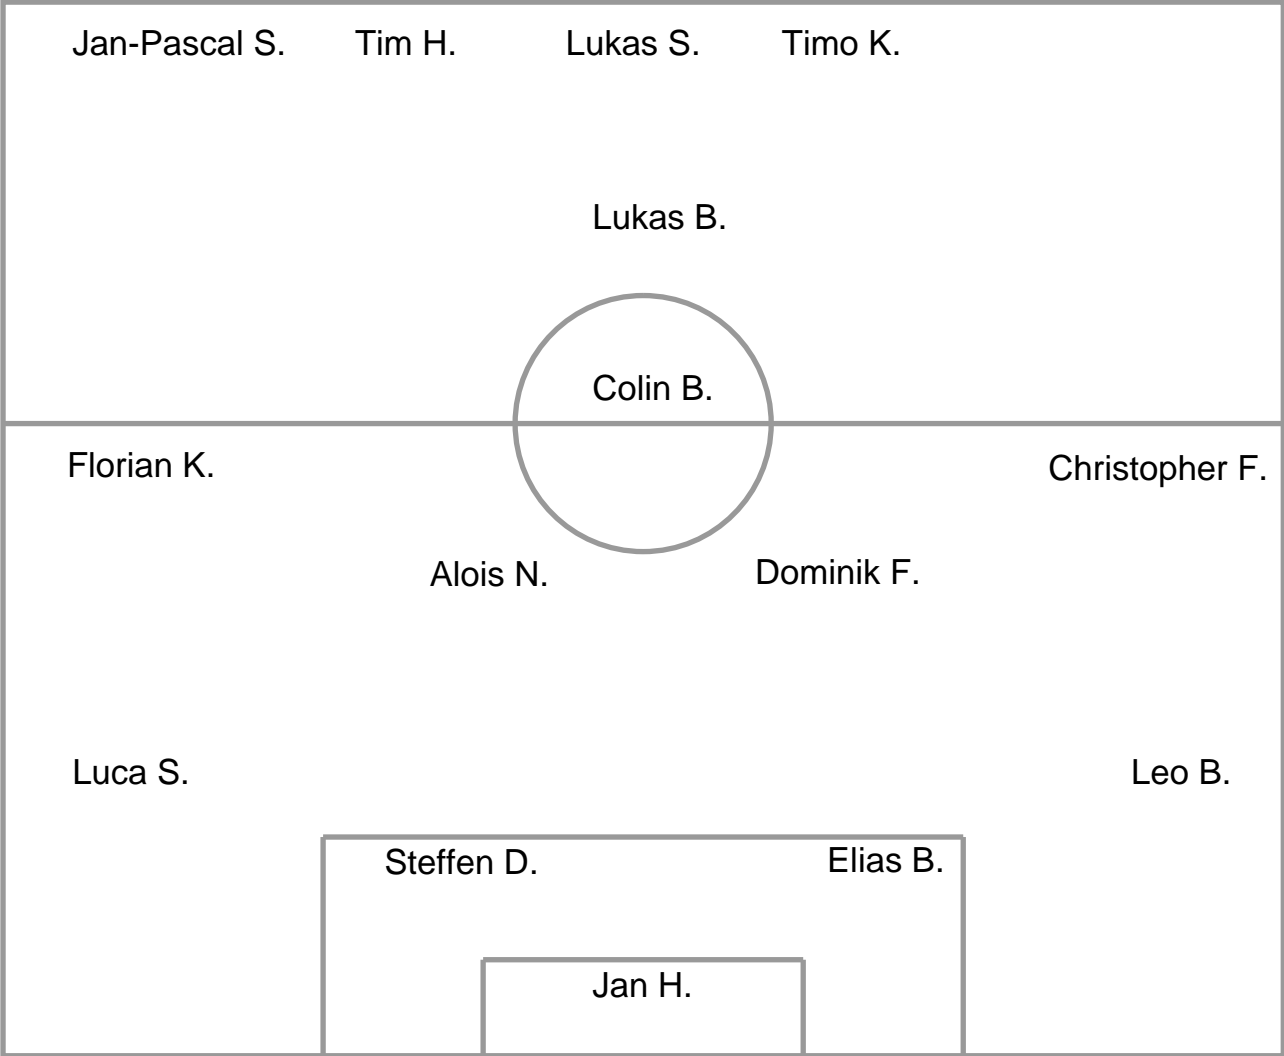 Jan-Pascal S. Tim H. Lukas S. Timo K.
Lukas B.
Colin B.
Florian K. Christopher F.
Alois N. Dominik F.
Luca S. Leo B.
Steffen D. Elias B.
Jan H.